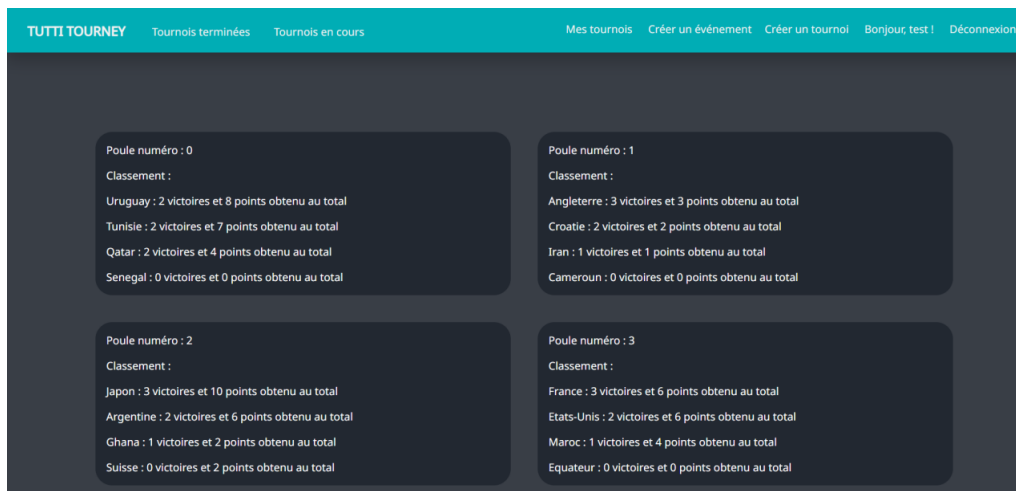 TUTTI TOURNEY Tournois terminées Tournois en cours Mes tournois Créer un événement Créer un tournoi Bonjour, test ! Déconnexion
Poule numéro : 0
Classement :
Uruguay : 2 victoires et 8 points obtenu au total
Tunisie : 2 victoires et 7 points obtenu au total
Qatar : 2 victoires et 4 points obtenu au total
Senegal : 0 victoires et 0 points obtenu au total
Poule numéro : 1
Classement :
Angleterre : 3 victoires et 3 points obtenu au total
Croatie : 2 victoires et 2 points obtenu au total
Iran : 1 victoires et 1 points obtenu au total
Cameroun : 0 victoires et 0 points obtenu au total
Poule numéro : 2
Classement :
Japon : 3 victoires et 10 points obtenu au total
Argentine : 2 victoires et 6 points obtenu au total
Ghana : 1 victoires et 2 points obtenu au total
Suisse : 0 victoires et 2 points obtenu au total
Poule numéro : 3
Classement :
France : 3 victoires et 6 points obtenu au total
Etats-Unis : 2 victoires et 6 points obtenu au total
Maroc : 1 victoires et 4 points obtenu au total
Equateur : 0 victoires et 0 points obtenu au total